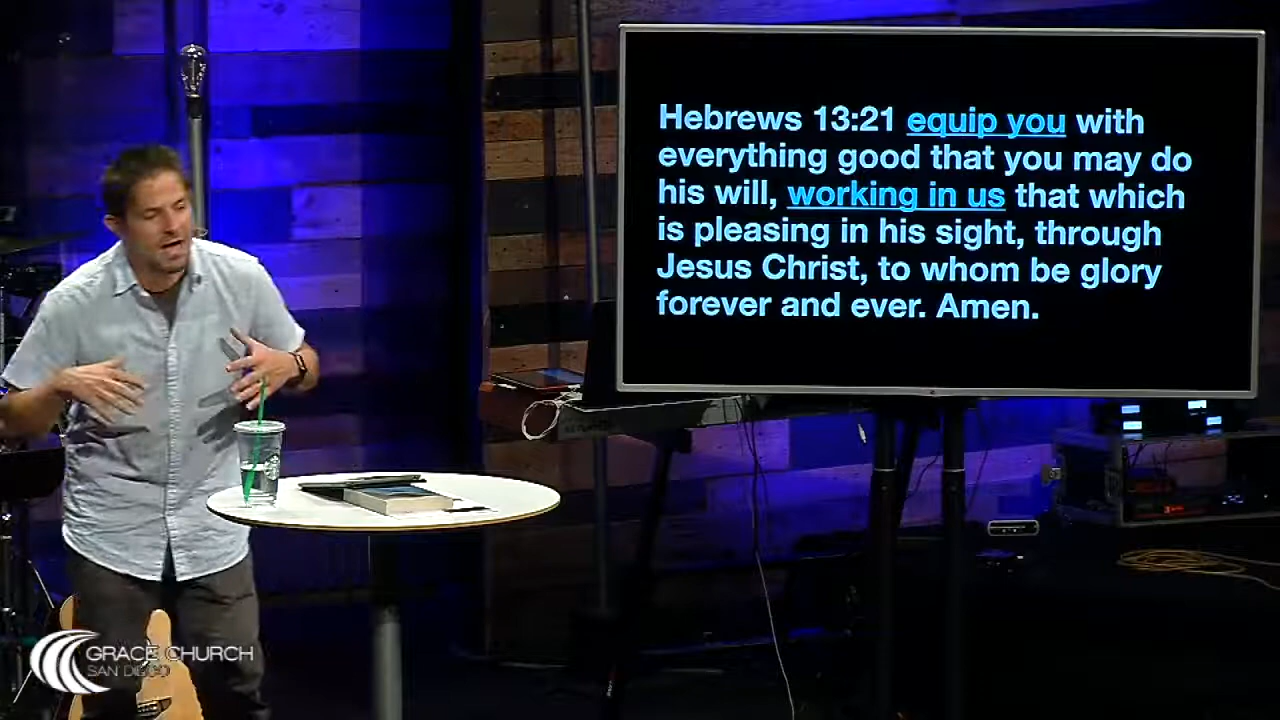 Hebrews 13:21 equip you with
everything good that you may do
his will, working in us that which
is pleasing in his sight, through
Jesus Christ, to whom be glory
forever and ever. Amen.
GRACE CHURCH
SAN DIEGO